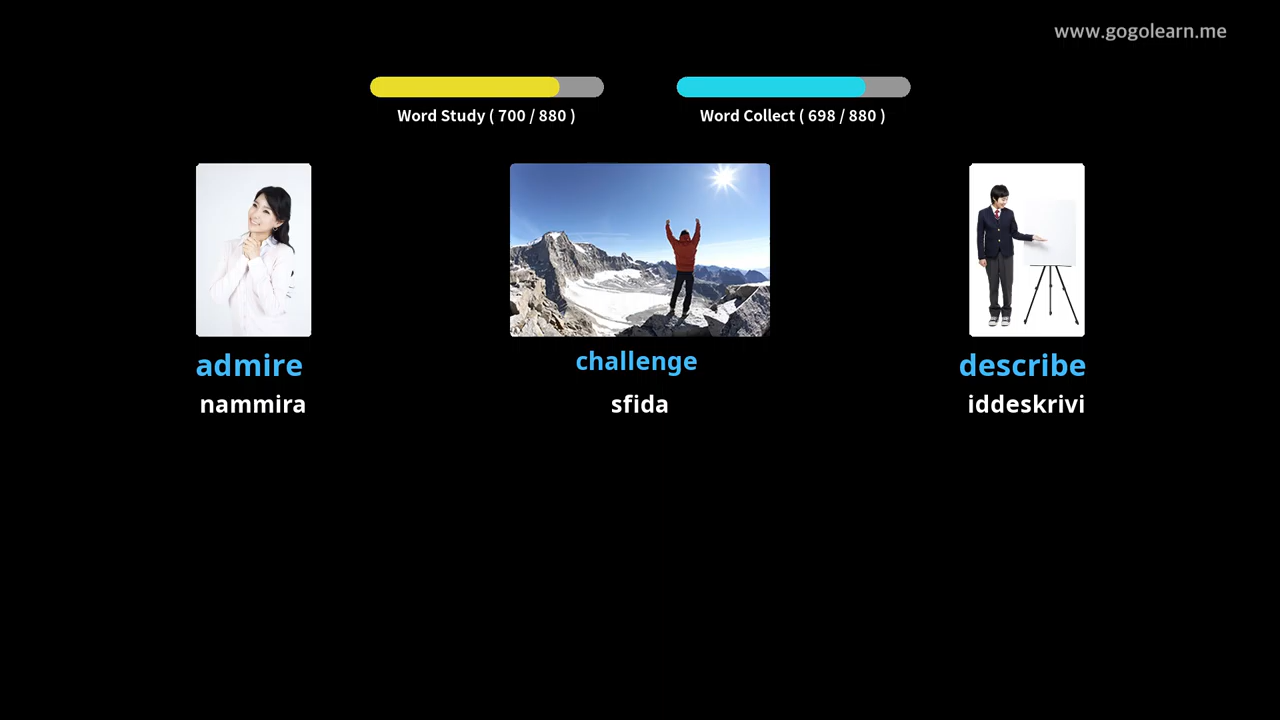 www.gogolearn.me
Word Study ( 700 / 880 )
Word Collect ( 698 / 880 )
admire
nammira
challenge
sfida
describe
iddeskrivi